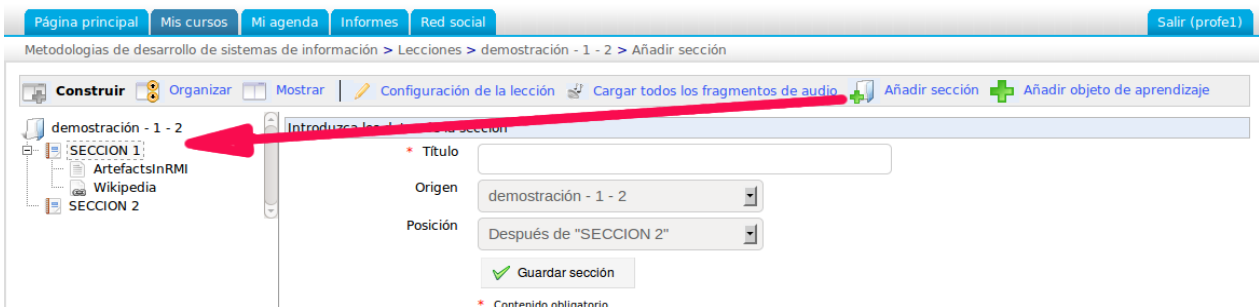 Página principal Mis cursos Mi agenda Informes Red social Salir (profe1)
Metodologias de desarrollo de sistemas de información > Lecciones > demostración - 1 - 2 > Añadir sección
Construir Organizar Mostrar Configuración de la lección Cargar todos los fragmentos de audio Añadir sección Añadir objeto de aprendizaje
demostración - 1 - 2
SECCION 1
ArtefactsInRMI
Wikipedia
SECCION 2
Introduzca los datos de la sección
* Título
Origen demostración - 1 - 2
Posición Después de "SECCION 2"
Guardar sección
* Contenido obligatorio